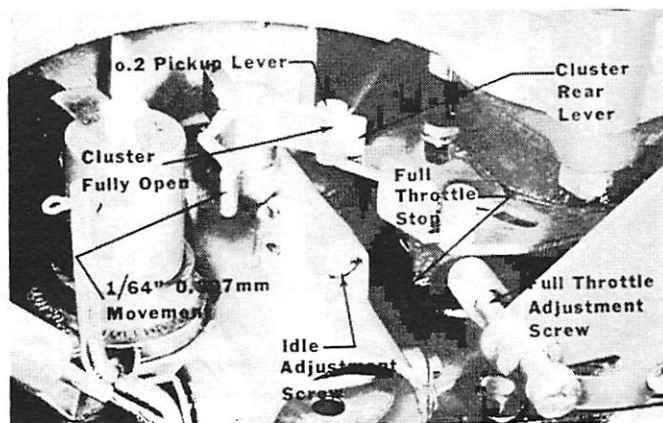 o.2 Pickup Lever
Cluster
Rear
Lever
Cluster
Fully Open
Full
Throttle
Stop
1/64"
Movement
Full Throttle
Adjustment
Screw
Idle
Adjustment
Screw